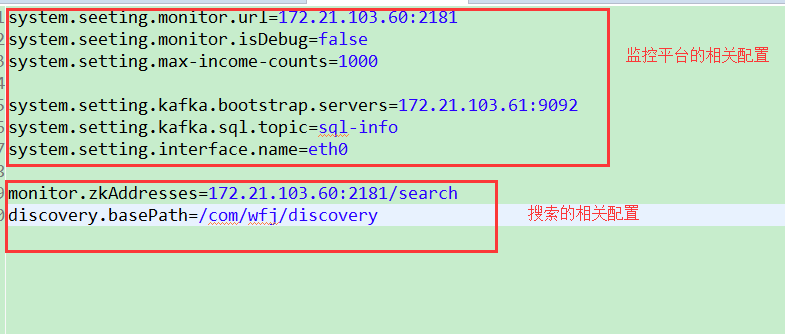 system.seeting.monitor.url=172.21.103.60:2181
system.seeting.monitor.isDebug=false
system.setting.max-income-counts=1000
监控平台的相关配置
system.setting.kafka.bootstrap.servers=172.21.103.61:9092
system.setting.kafka.sql.topic=sql-info
system.setting.interface.name=eth0
monitor.zkAddresses=172.21.103.60:2181/search
discovery.basePath=/com/wfj/discovery
搜索的相关配置